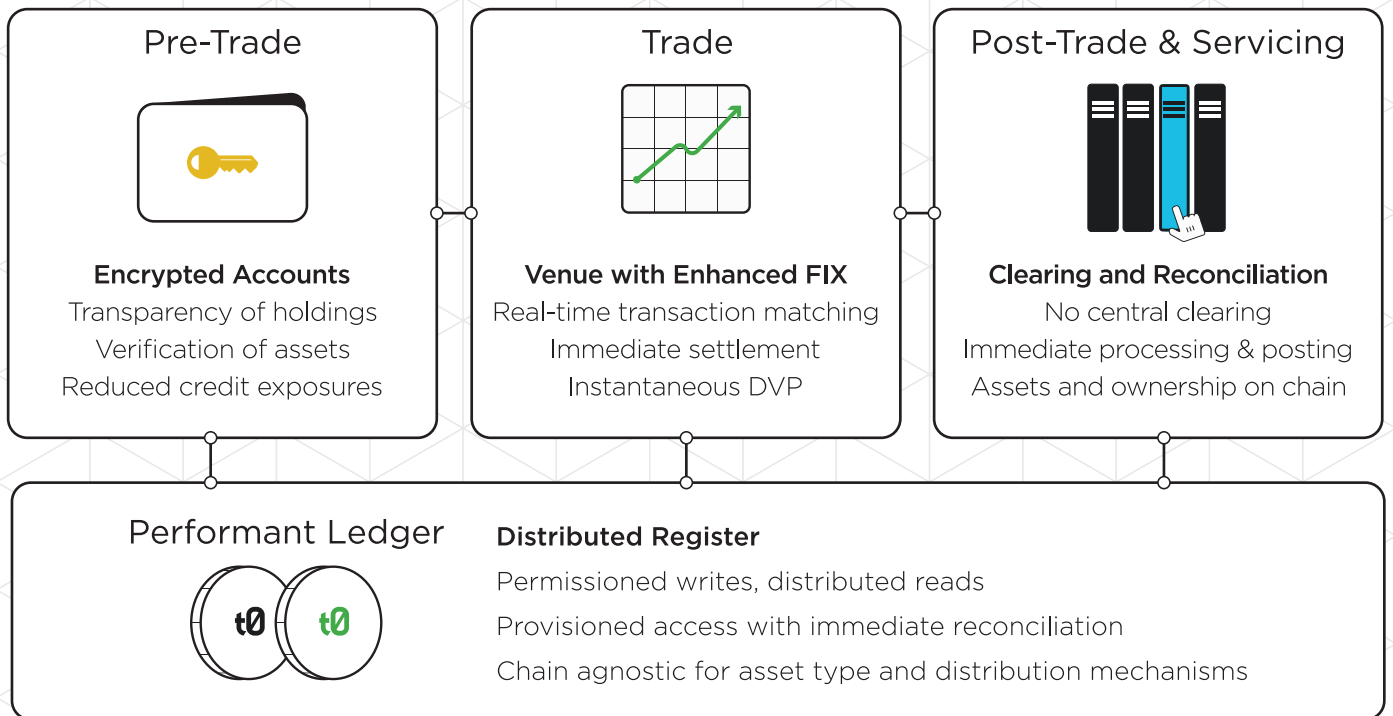 Pre-Trade
Encrypted Accounts
Transparency of holdings
Verification of assets
Reduced credit exposures
Trade
Venue with Enhanced FIX
Real-time transaction matching
Immediate settlement
Instantaneous DVP
Post-Trade & Servicing
Clearing and Reconciliation
No central clearing
Immediate processing & posting
Assets and ownership on chain
Performant Ledger
t0 t0
Distributed Register
Permissioned writes, distributed reads
Provisioned access with immediate reconciliation
Chain agnostic for asset type and distribution mechanisms